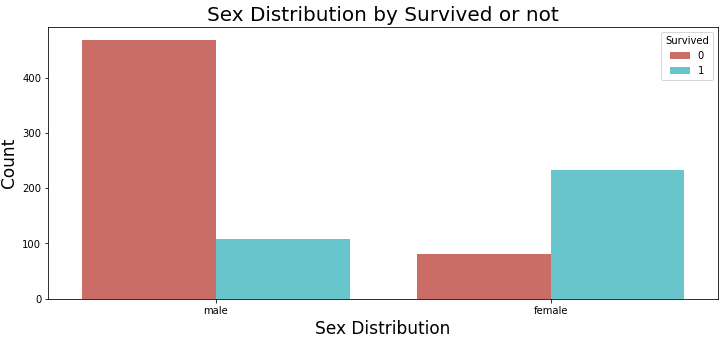 Sex Distribution by Survived or not
Survived
0
1
400
300
200
100
0
Count
male
female
Sex Distribution